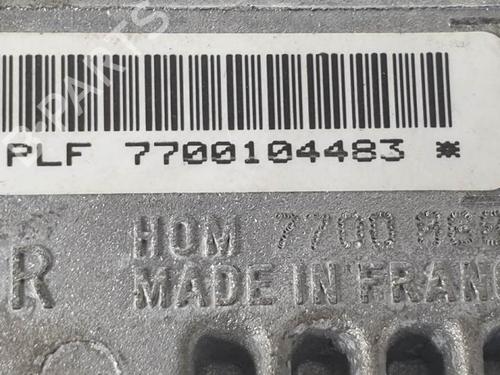 PLF 7700104483 *
HOM 7700
R MADE IN FRANC